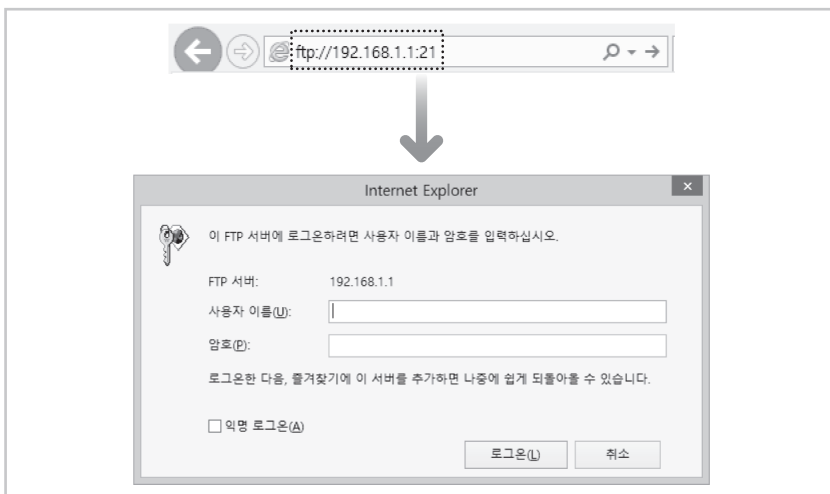 ftp://192.168.1.1:21
Internet Explorer
이 FTP 서버에 로그온하려면 사용자 이름과 암호를 입력하십시오.
FTP 서버: 192.168.1.1
사용자 이름(U):
암호(P):
로그온한 다음, 즐겨찾기에 이 서버를 추가하면 나중에 쉽게 되돌아올 수 있습니다.
익명 로그온(A)
로그온(L) 취소